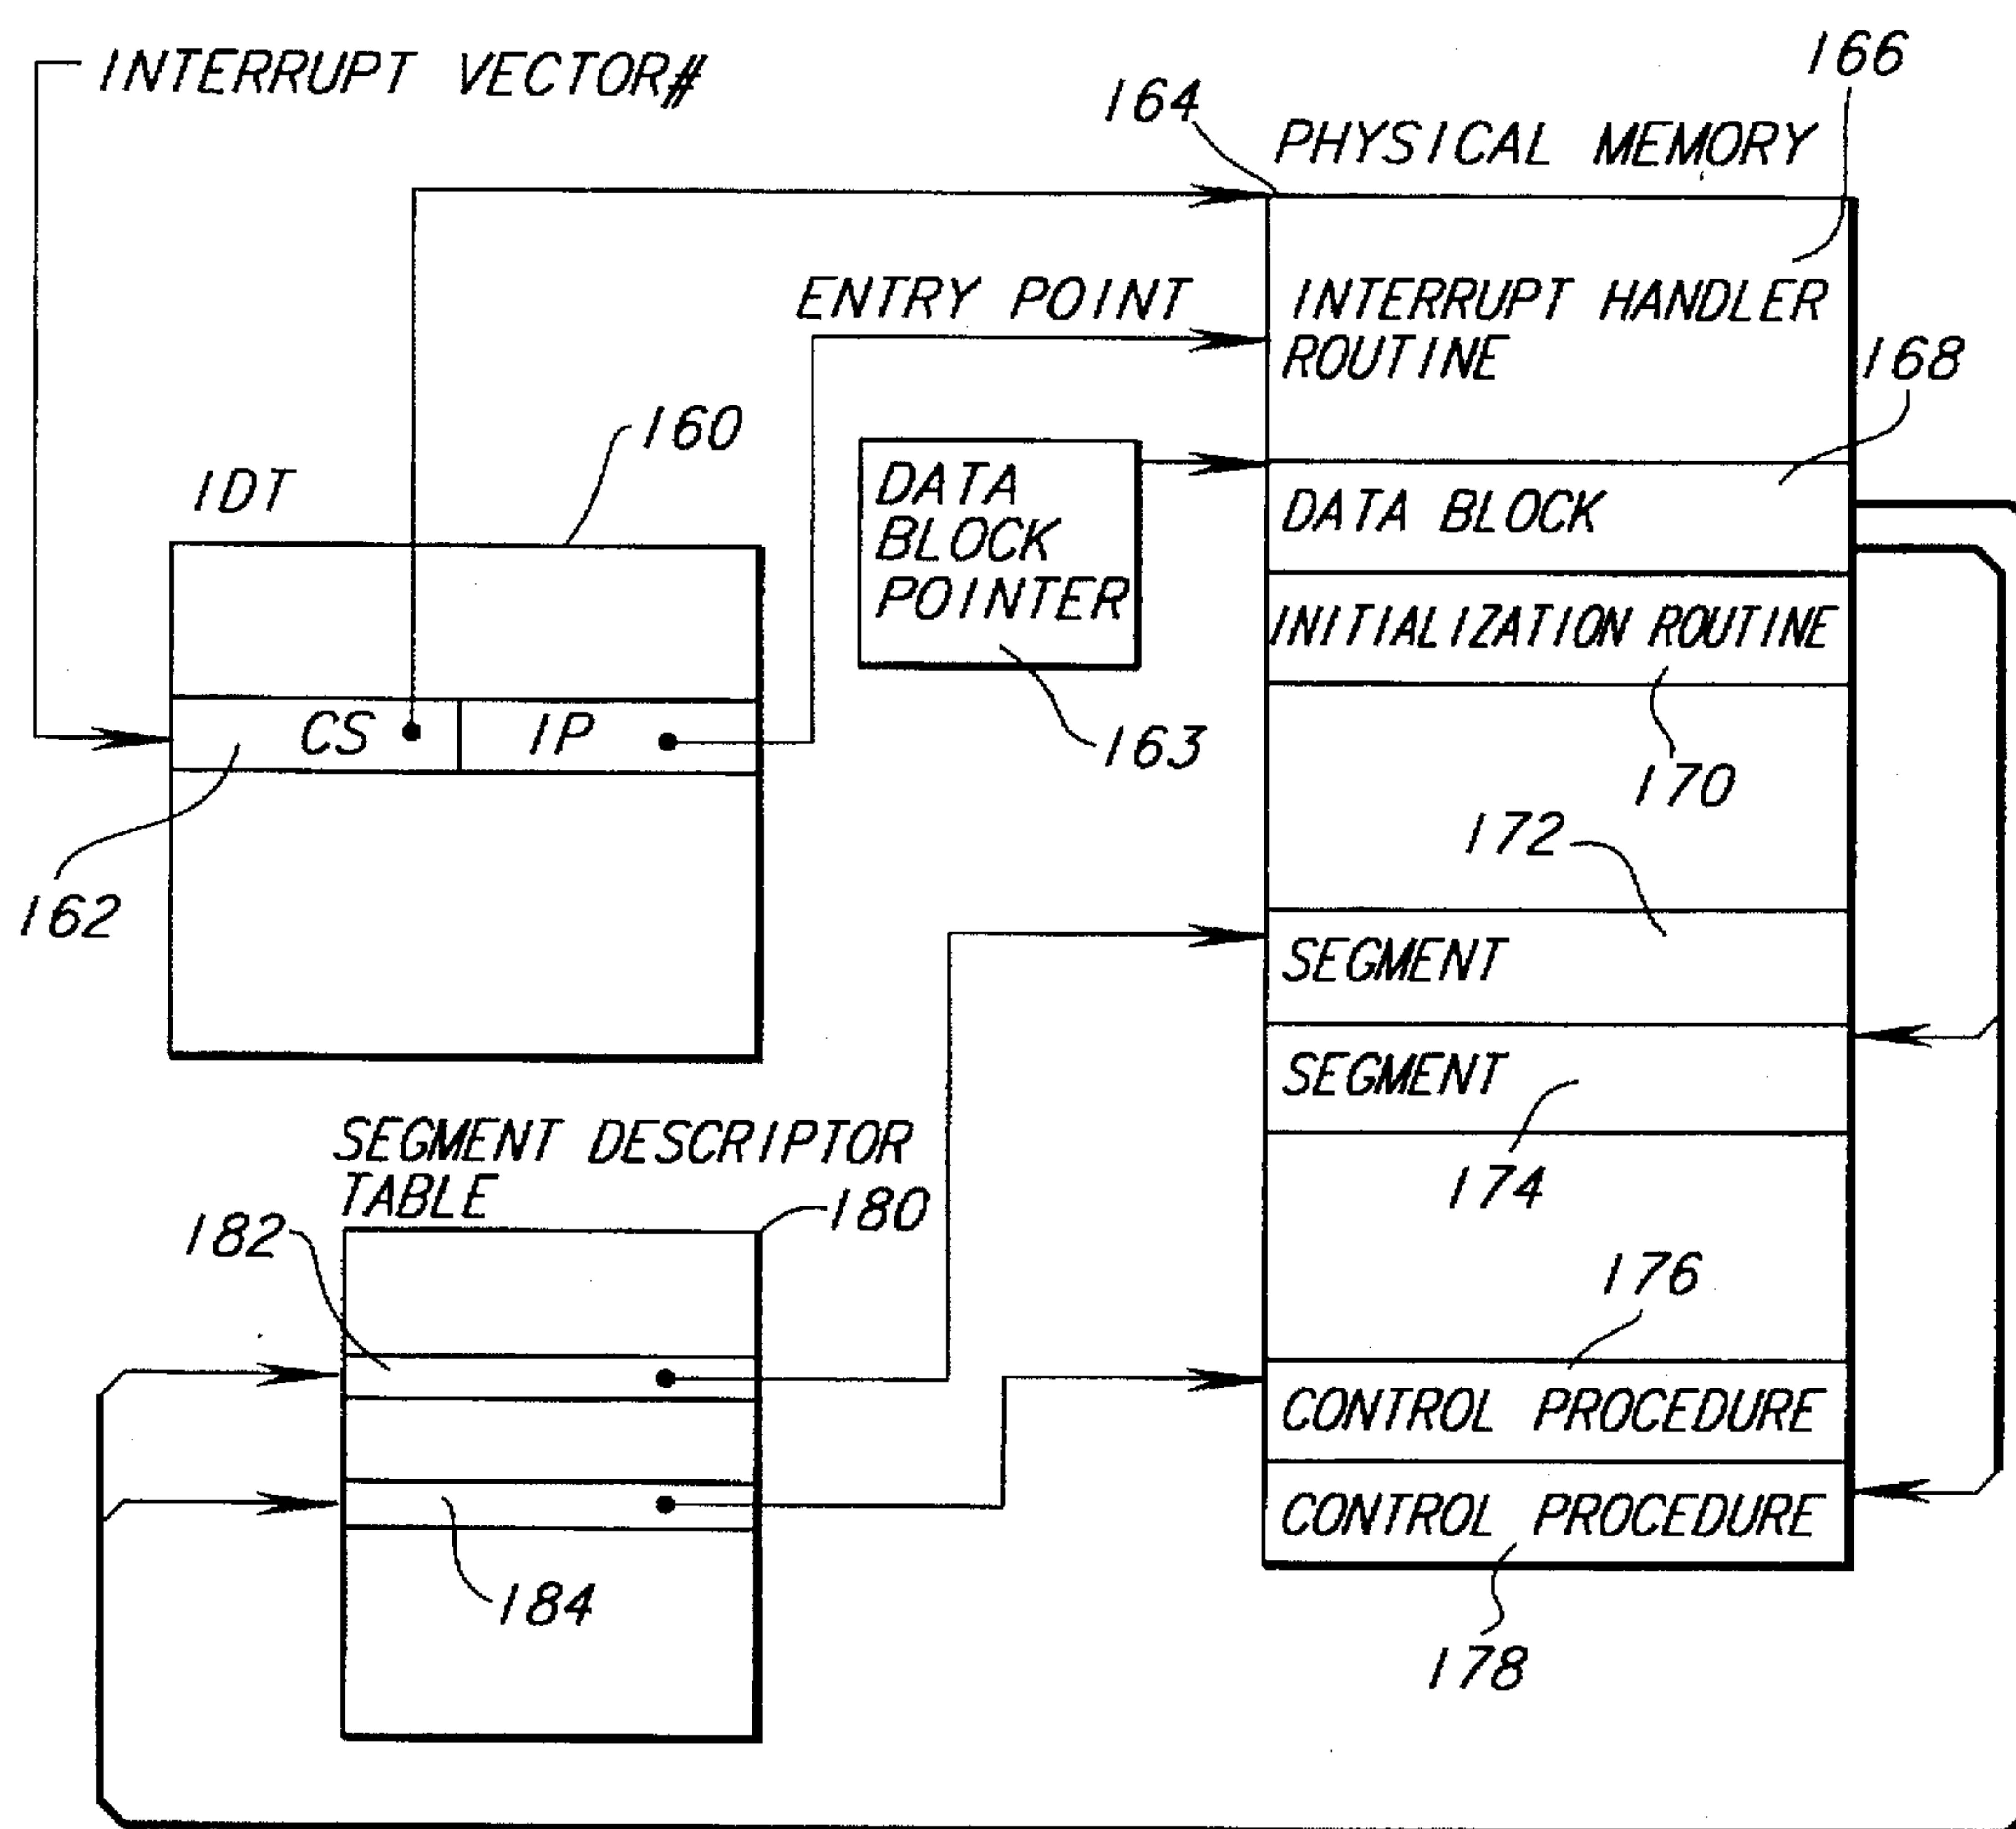 INTERRUPT VECTOR#
166
164
PHYSICAL MEMORY
ENTRY POINT
INTERRUPT HANDLER
ROUTINE
168
160
IDT
DATA
BLOCK
POINTER
DATA BLOCK
INITIALIZATION ROUTINE
CS
IP
163
170
172
162
SEGMENT
SEGMENT
SEGMENT DESCRIPTOR
TABLE
174
180
182
176
CONTROL PROCEDURE
CONTROL PROCEDURE
184
178